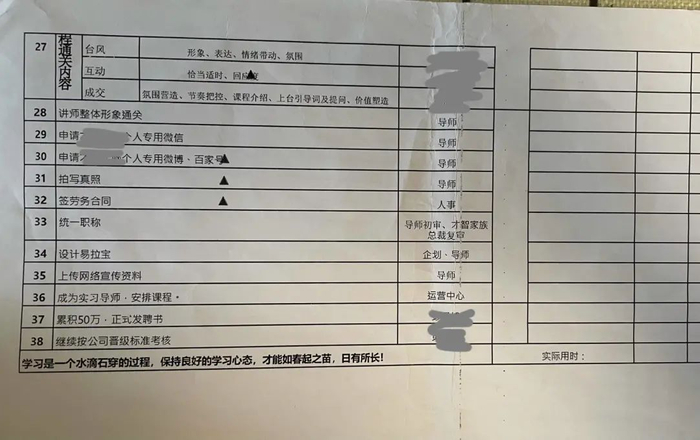 27 程通关内容 台风 形象、表达、情绪带动、氛围
互动 恰当适时、回应
成交 氛围营造、节奏把控、课程介绍、上台引导词及提问、价值塑造
28 讲师整体形象通关 导师
29 申请 个人专用微信 导师
30 申请 个人专用微博·百家号▲ 导师
31 拍写真照 ▲ 导师
32 签劳务合同 ▲ 人事
33 统一职称 导师初审、才智家族
总裁复审
34 设计易拉宝 企划·导师
35 上传网络宣传资料 导师
36 成为实习导师·安排课程· 运营中心
37 累积50万·正式发聘书
38 继续按公司晋级标准考核
学习是一个水滴石穿的过程，保持良好的学习心态，才能如春起之苗，日有所长! 实际用时：